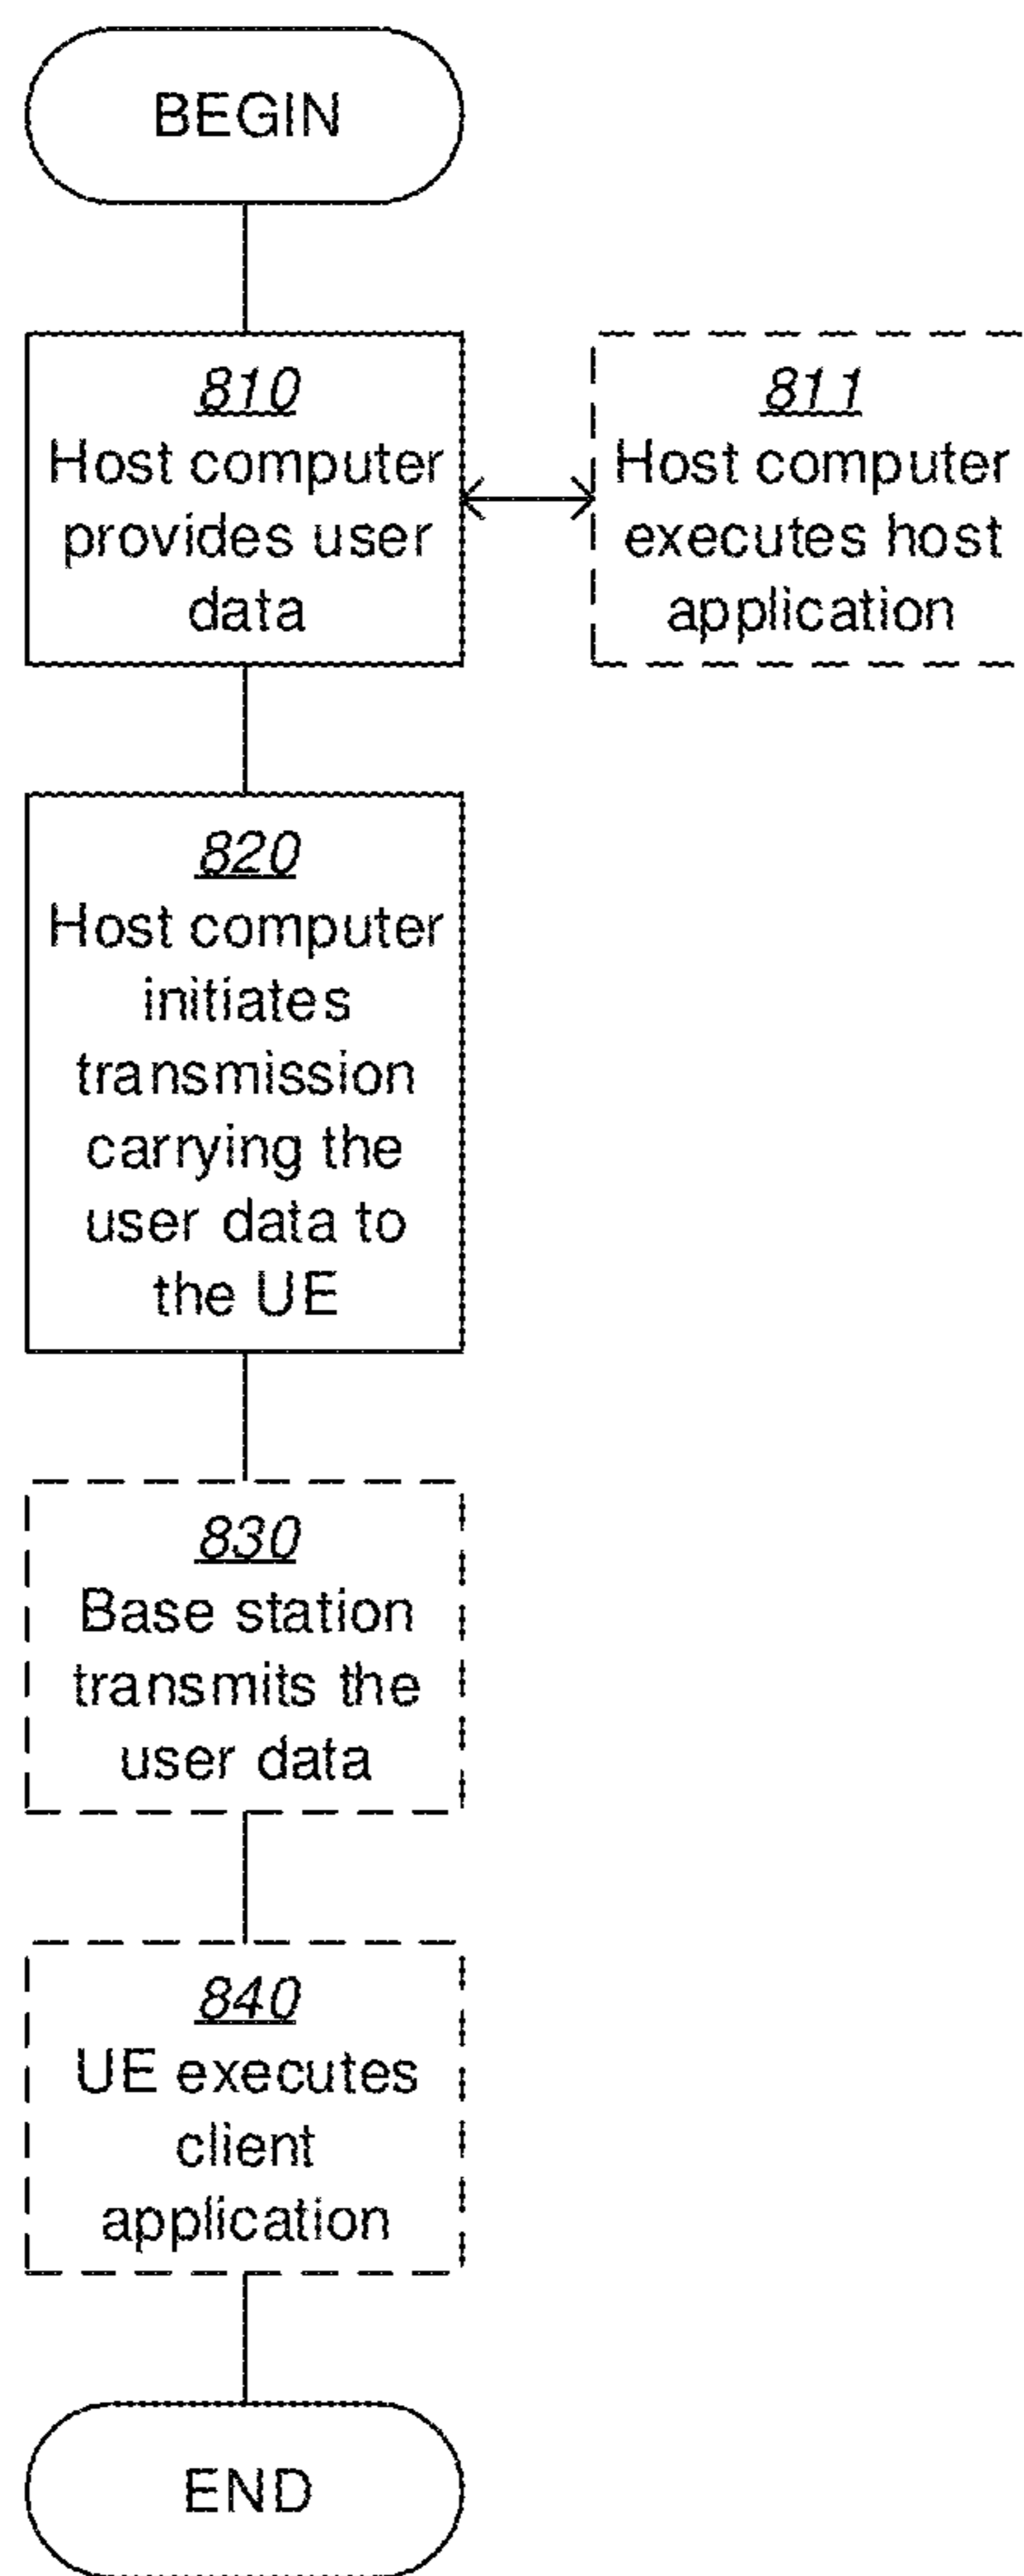 BEGIN
810
Host computer
provides user
data
811
Host computer
executes host
application
820
Host computer
initiates
transmission
carrying the
user data to
the UE
830
Base station
transmits the
user data
840
UE executes
client
application
END